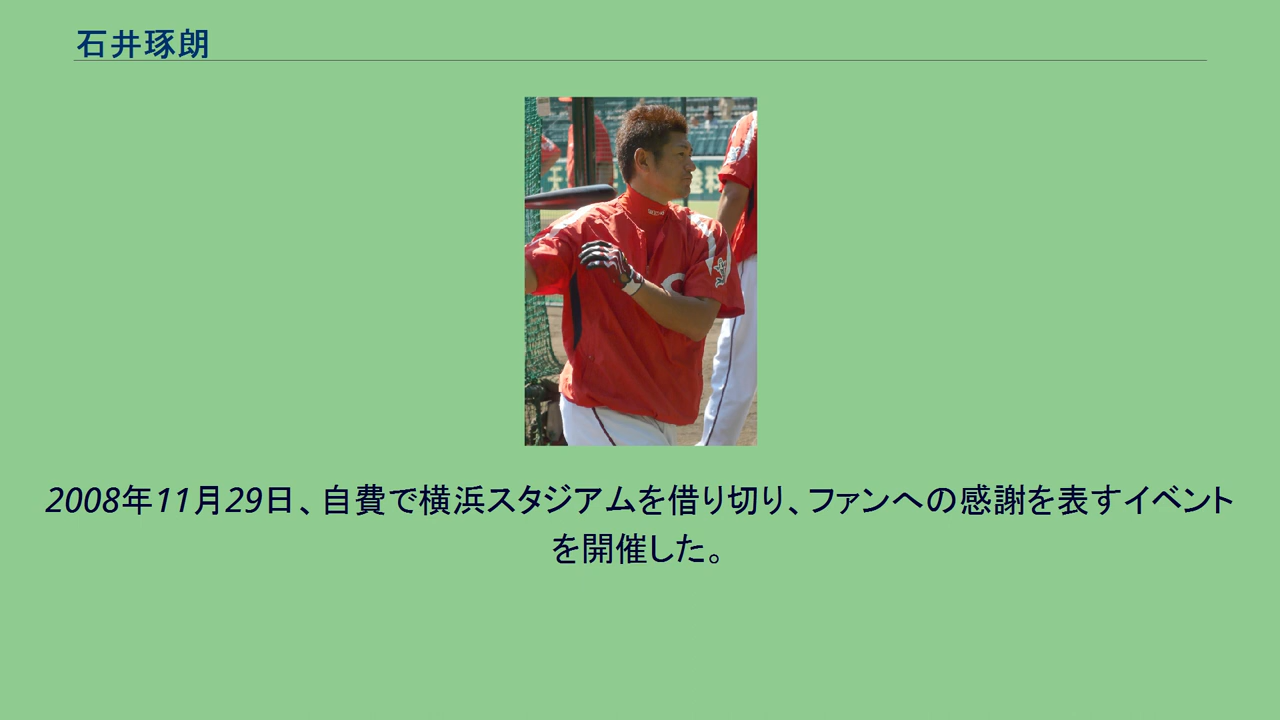 石井琢朗
2008年11月29日、自費で横浜スタジアムを借り切り、ファンへの感謝を表すイベント
を開催した。